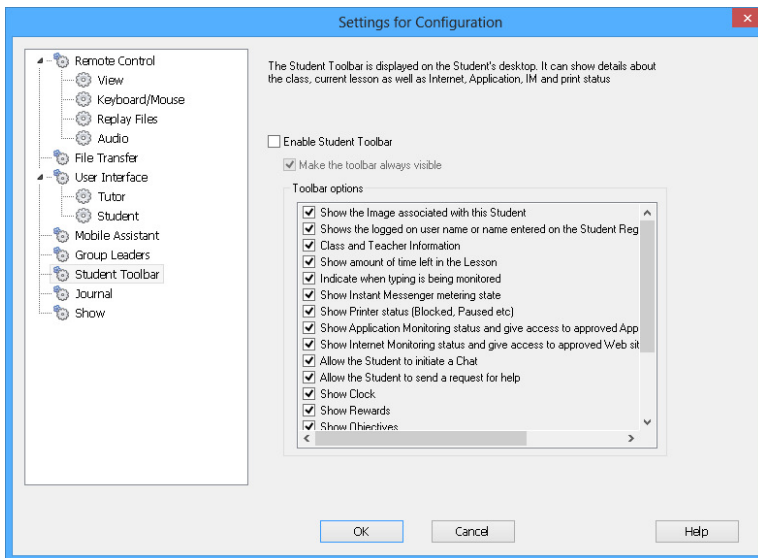 Settings for Configuration
Remote Control
View
Keyboard/Mouse
Replay Files
Audio
File Transfer
User Interface
Tutor
Student
Mobile Assistant
Group Leaders
Student Toolbar
Journal
Show
The Student Toolbar is displayed on the Student's desktop. It can show details about
the class, current lesson as well as Internet, Application, IM and print status
Enable Student Toolbar
Make the toolbar always visible
Toolbar options
Show the Image associated with this Student
Shows the logged on user name or name entered on the Student Reg
Class and Teacher Information
Show amount of time left in the Lesson
Indicate when typing is being monitored
Show Instant Messenger metering state
Show Printer status (Blocked, Paused etc)
Show Application Monitoring status and give access to approved App
Show Internet Monitoring status and give access to approved Web sit
Allow the Student to initiate a Chat
Allow the Student to send a request for help
Show Clock
Show Rewards
Show Objectives
OK
Cancel
Help